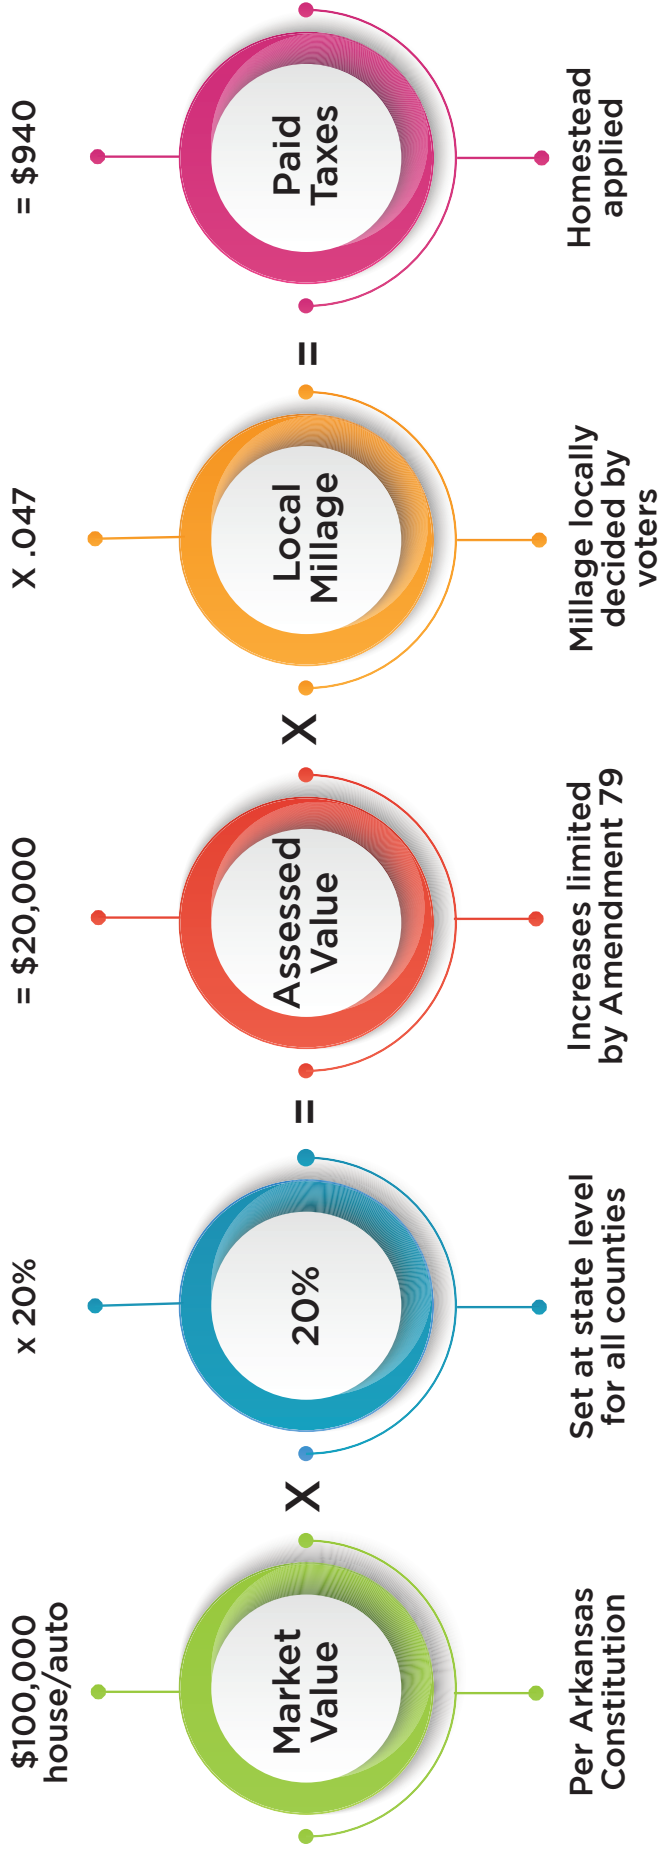 $100,000
house/auto
Market
Value
Per Arkansas
Constitution
X
x 20%
20%
Set at state level
for all counties
=
= $20,000
Assessed
Value
Increases limited
by Amendment 79
X
X .047
Local
Millage
Millage locally
decided by
voters
=
= $940
Paid
Taxes
Homestead
applied